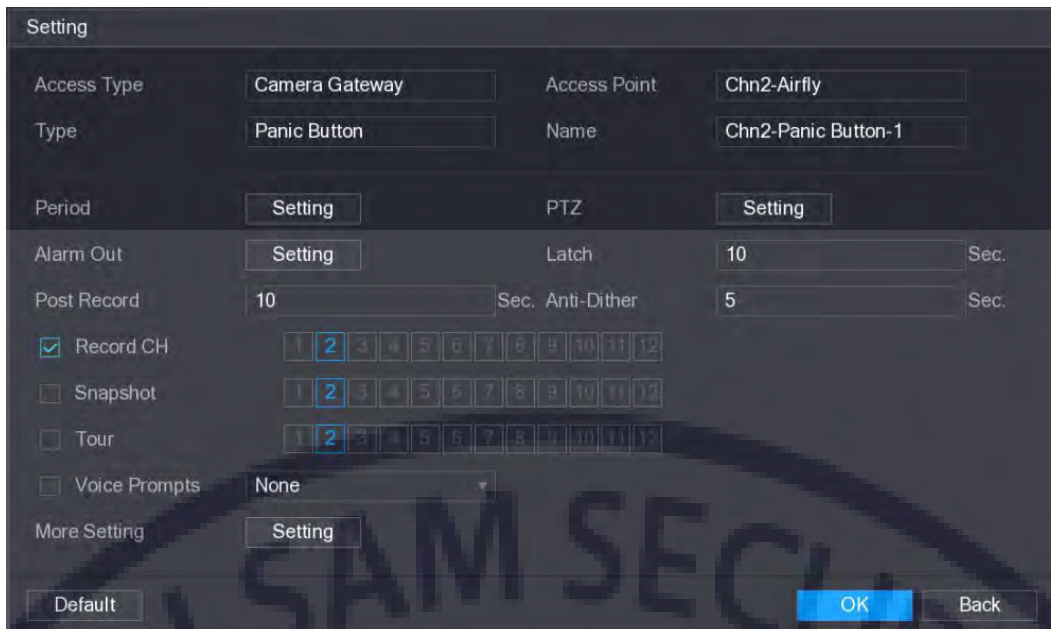 Setting
Access Type Camera Gateway Access Point Chn2-Airfly
Type Panic Button Name Chn2-Panic Button-1
Period Setting PTZ Setting
Alarm Out Setting Latch 10 Sec.
Post Record 10 Sec. Anti-Dither 5 Sec.
Record CH 1 2 3 4 5 6 7 8 9 10 11 12
Snapshot 1 2 3 4 5 6 7 8 9 10 11 12
Tour 1 2 3 4 5 6 7 8 9 10 11 12
Voice Prompts None
More Setting Setting
SAM
Default OK Back